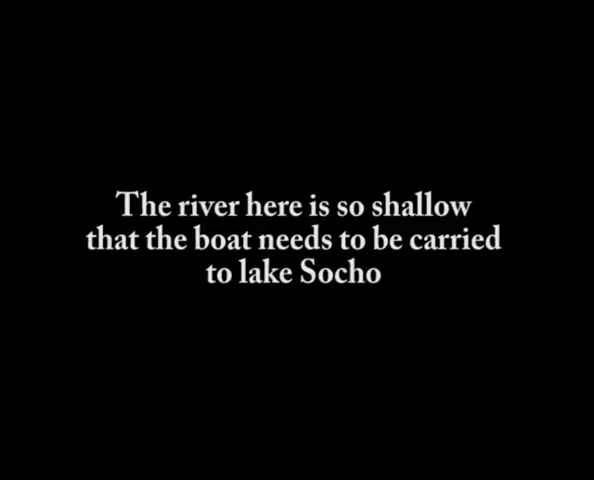 The river here is so shallow
that the boat needs to be carried
to lake Socho